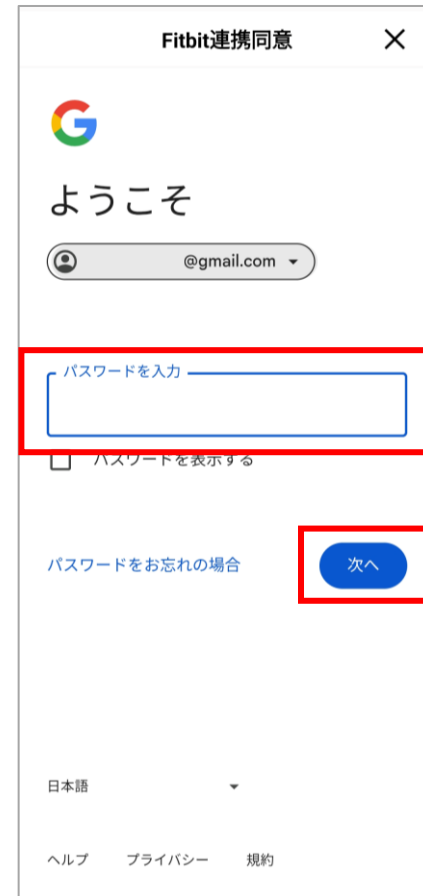 Fitbit連携同意
ようこそ
@gmail.com
パスワードを入力
パスワードを表示する
パスワードをお忘れの場合
次へ
日本語
ヘルプ プライバシー 規約